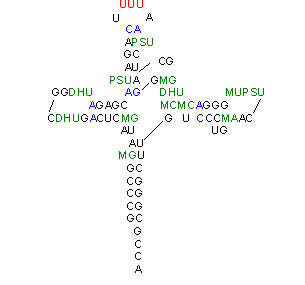 UUU
U A
CA
APSU
GC
AU CG
PSUA GMG
GGDHU AG DHU MUPSU
AGAGC MCMCAGGG
CDHUGACUCMG G U CCCMAAC
AU UG
AU
MGU
GC
CG
CG
GC
G
C
C
A